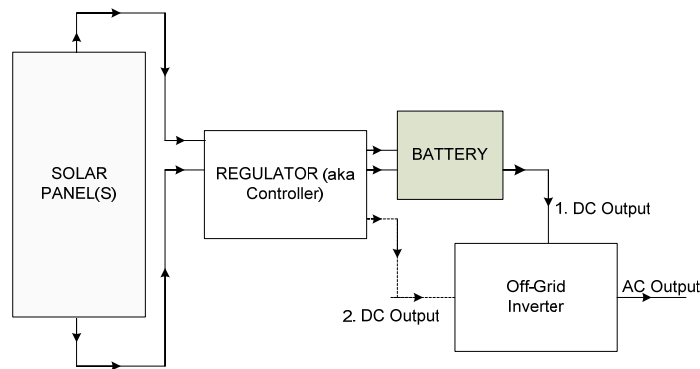 SOLAR
PANEL(S)
REGULATOR (aka
Controller)
BATTERY
1. DC Output
2. DC Output
Off-Grid
Inverter
AC Output